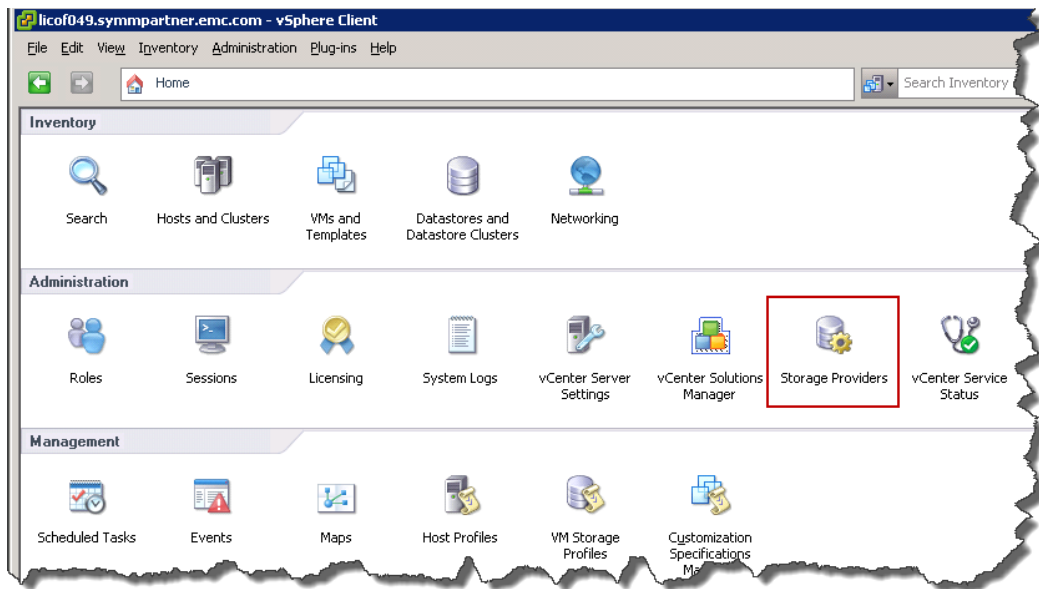 licof049.symmpartner.emc.com - vSphere Client
File Edit View Inventory Administration Plug-ins Help
Home
Search Inventory
Inventory
Search
Hosts and Clusters
VMs and
Templates
Datastores and
Datastore Clusters
Networking
Administration
Roles
Sessions
Licensing
System Logs
vCenter Server
Settings
vCenter Solutions
Manager
Storage Providers
vCenter Service
Status
Management
Scheduled Tasks
Events
Maps
Host Profiles
VM Storage
Profiles
Customization
Specifications